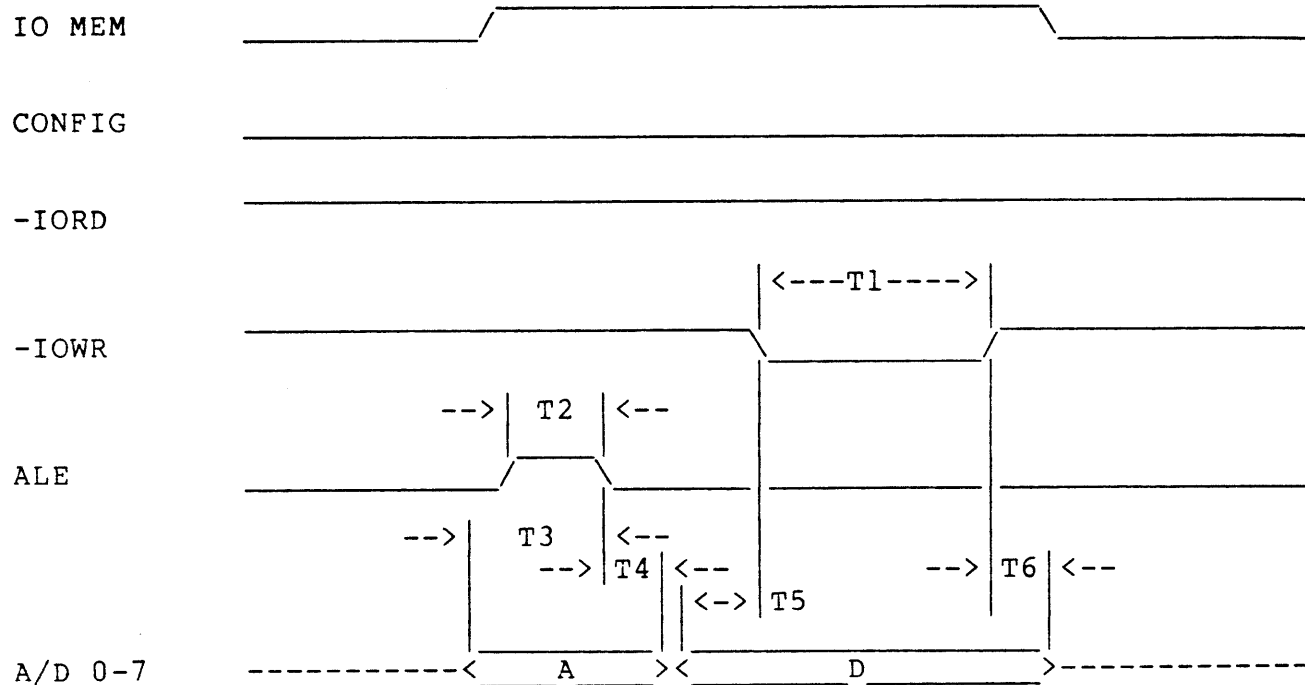 IO MEM
CONFIG
-IORD
<---T1---->
-IOWR
--> T2 <--
ALE
--> T3 <--
--> T4 <-- --> T6 <--
<-> T5
A/D 0-7 ------------< A >< D >-------------